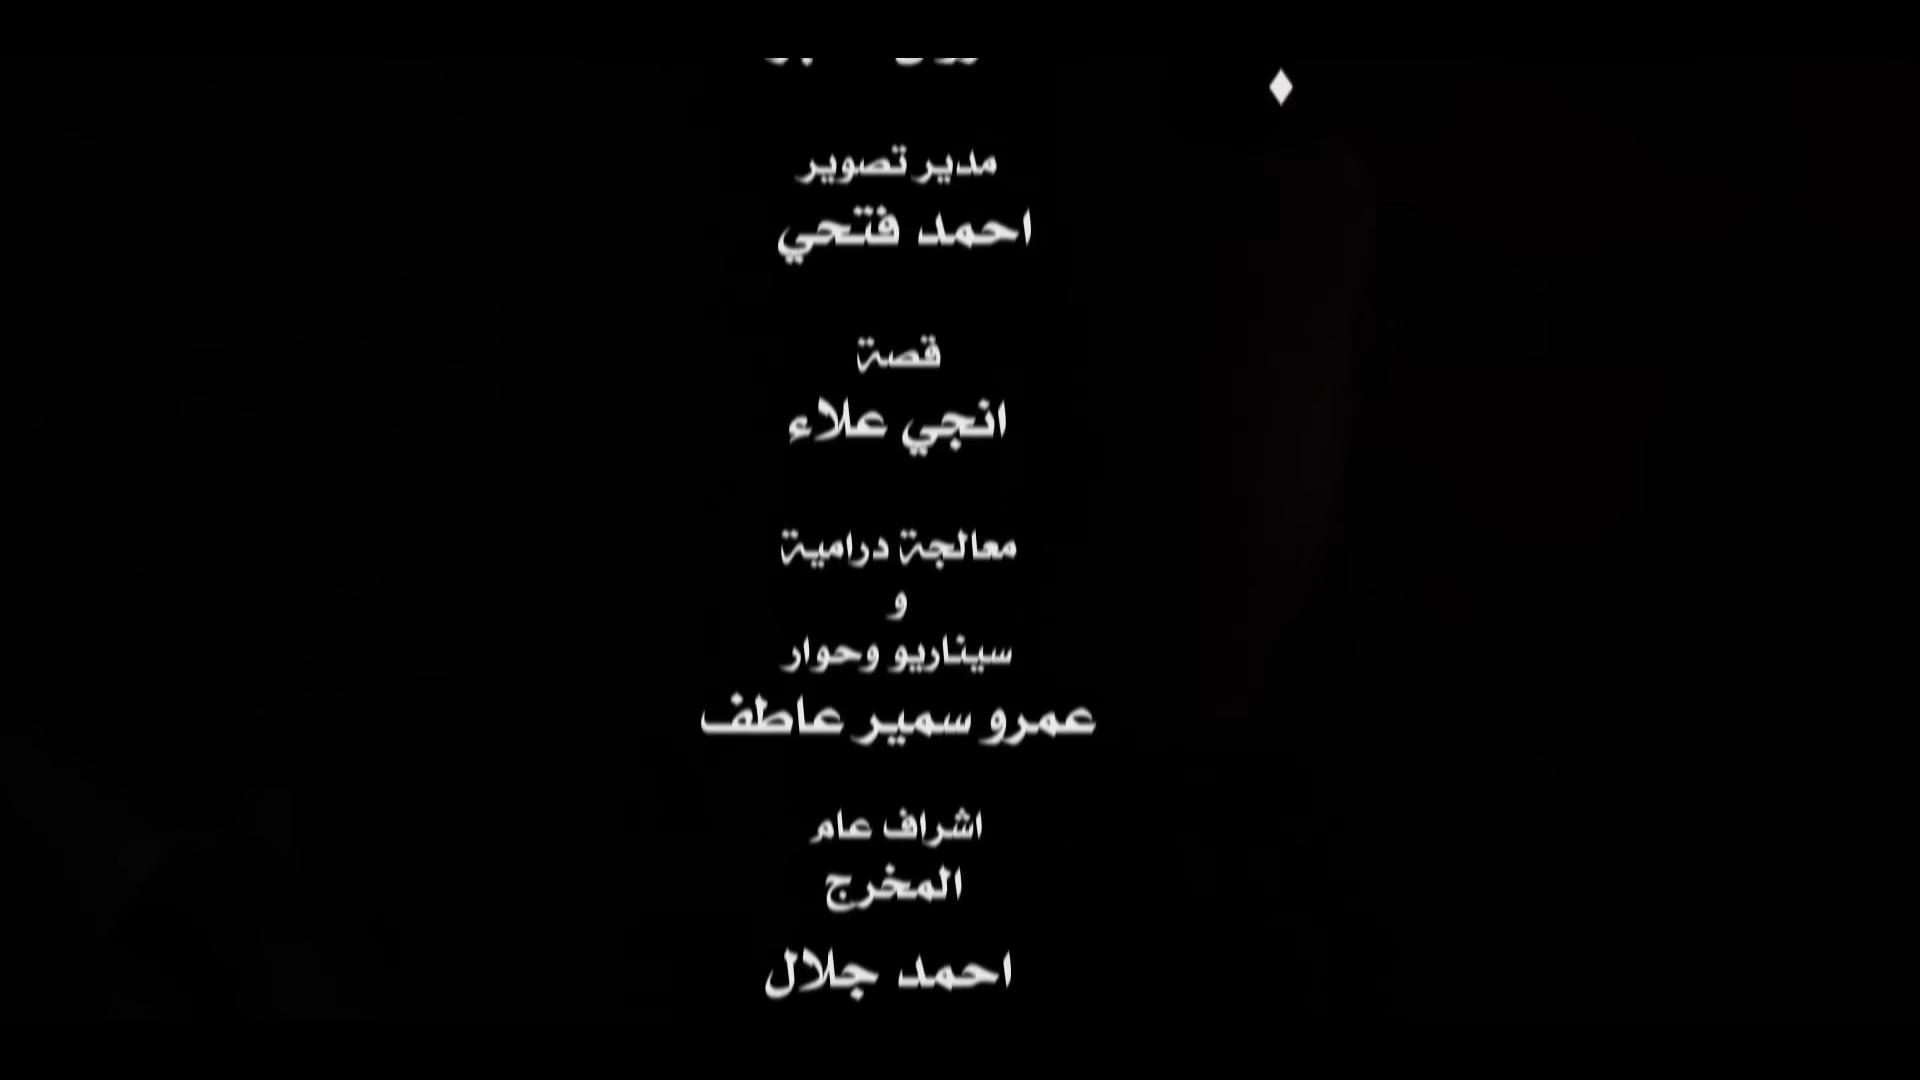 مدير تصوير
احمد فتحي
قصة
انجي علاء
معالجة درامية
و
سيناريو وحوار
عمرو سمير عاطف
اشراف عام
المخرج
احمد جلال